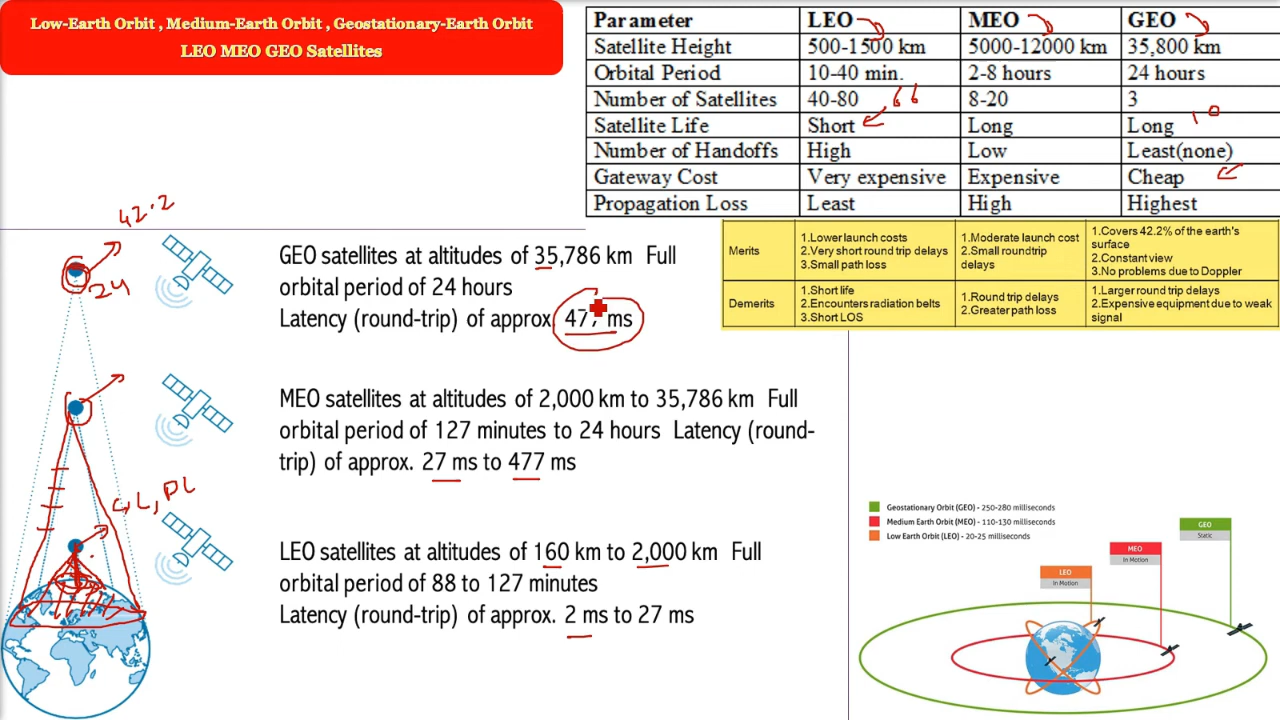 Low-Earth Orbit , Medium-Earth Orbit , Geostationary-Earth Orbit
LEO MEO GEO Satellites
Parameter LEO MEO GEO
Satellite Height 500-1500 km 5000-12000 km 35,800 km
Orbital Period 10-40 min. 2-8 hours 24 hours
Number of Satellites 40-80 66 8-20 3
Satellite Life Short Long Long 10
Number of Handoffs High Low Least(none)
Gateway Cost Very expensive Expensive Cheap
Propagation Loss Least High Highest
Merits
1.Lower launch costs
2.Very short round trip delays
3.Small path loss
1.Moderate launch cost
2.Small roundtrip
delays
1.Covers 42.2% of the earth's
surface
2.Constant view
3.No problems due to Doppler
Demerits
1.Short life
2.Encounters radiation belts
3.Short LOS
1.Round trip delays
2.Greater path loss
1.Larger round trip delays
2.Expensive equipment due to weak
signal
42.2
24
GEO satellites at altitudes of 35,786 km Full
orbital period of 24 hours
Latency (round-trip) of approx. 477 ms
MEO satellites at altitudes of 2,000 km to 35,786 km Full
orbital period of 127 minutes to 24 hours Latency (round-
trip) of approx. 27 ms to 477 ms
LEO satellites at altitudes of 160 km to 2,000 km Full
orbital period of 88 to 127 minutes
Latency (round-trip) of approx. 2 ms to 27 ms
Geostationary Orbit (GEO) - 250-280 milliseconds
Medium Earth Orbit (MEO) - 110-130 milliseconds
Low Earth Orbit (LEO) - 20-25 milliseconds
GEO
Static
MEO
In Motion
LEO
In Motion